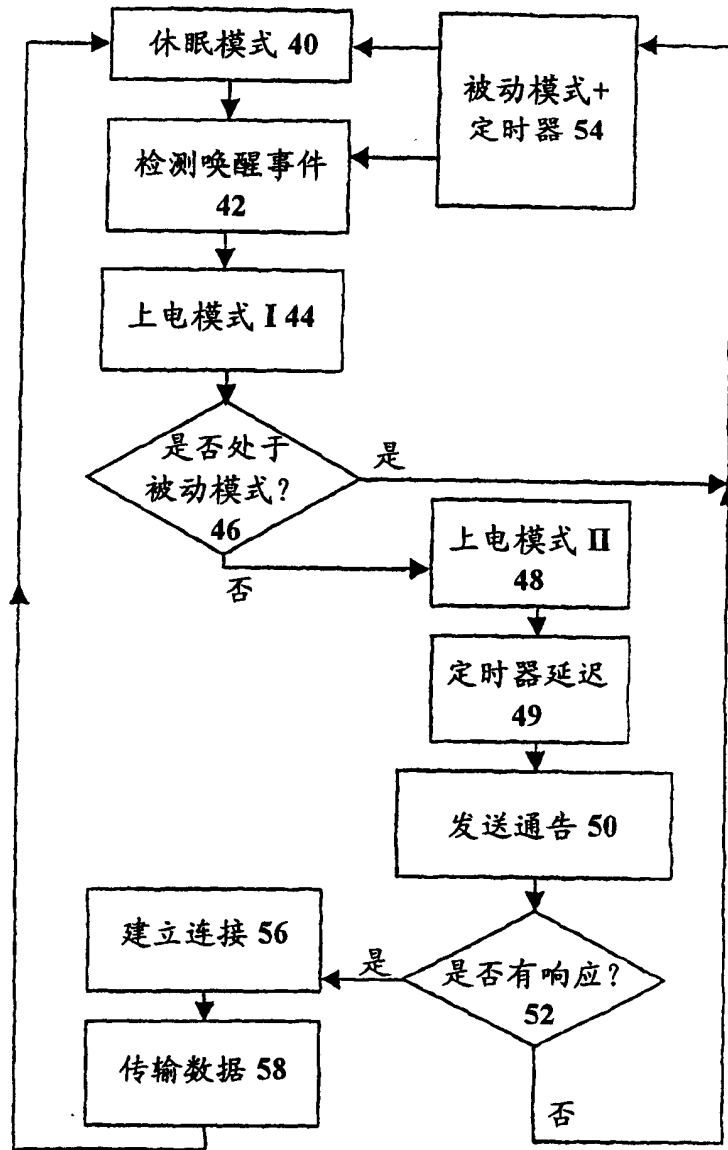 休眠模式 40
被动模式+
定时器 54
检测唤醒事件
42
上电模式 I 44
是否处于
被动模式?
46
是
否
上电模式 II
48
定时器延迟
49
发送通告 50
建立连接 56
是
是否有响应?
52
传输数据 58
否